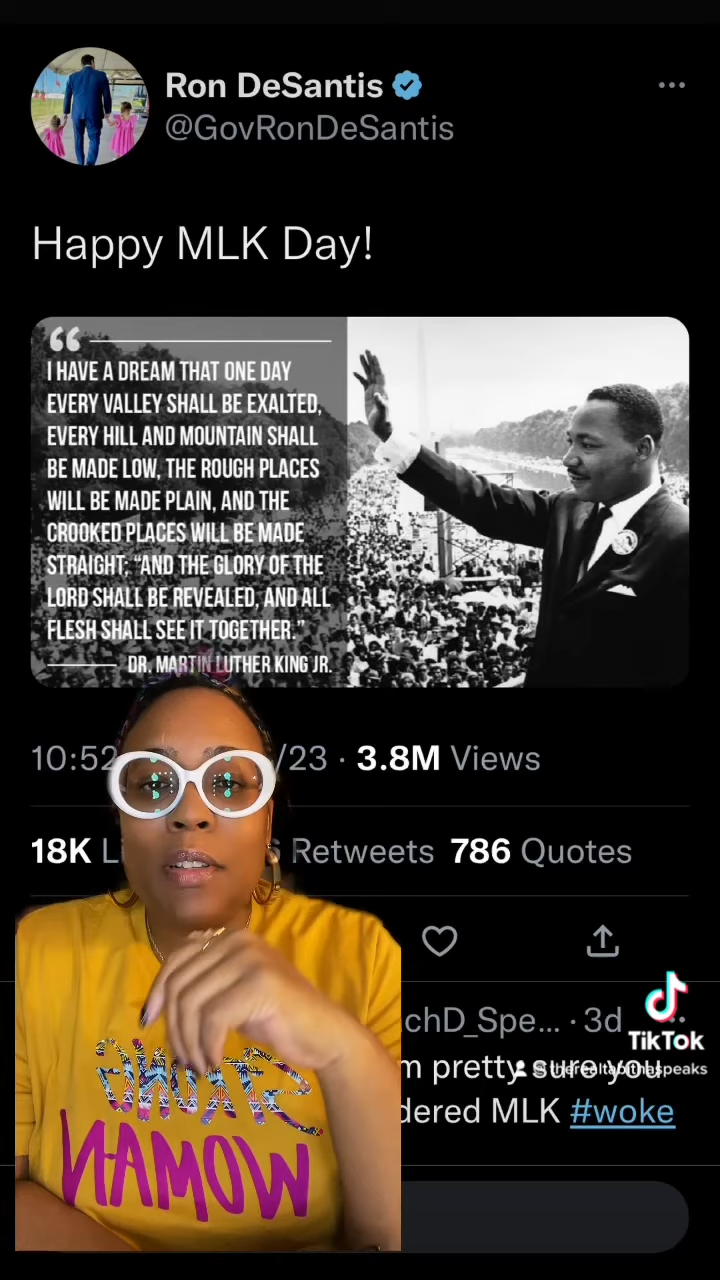 Ron DeSantis
@GovRonDeSantis
Happy MLK Day!
I HAVE A DREAM THAT ONE DAY
EVERY VALLEY SHALL BE EXALTED,
EVERY HILL AND MOUNTAIN SHALL
BE MADE LOW, THE ROUGH PLACES
WILL BE MADE PLAIN, AND THE
CROOKED PLACES WILL BE MADE
STRAIGHT; “AND THE GLORY OF THE
LORD SHALL BE REVEALED, AND ALL
FLESH SHALL SEE IT TOGETHER.”
DR. MARTIN LUTHER KING JR.
10:52 /23 · 3.8M Views
18K Retweets 786 Quotes
chD_Spe... · 3d
TikTok
pretty sure you
@therealtabithaspeaks
dered MLK #woke
STRONG
WOMAN